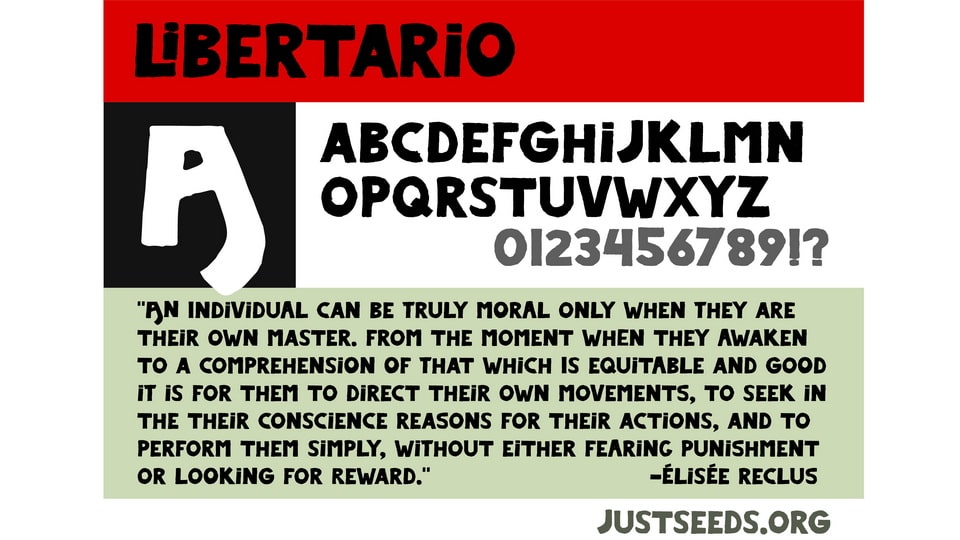 LiBERTARiO
A
ABCDEFGHiJKLMN
OPQRSTUVWXYZ
0123456789!?
"AN INDiViDUAL CAN BE TRULY MORAL ONLY WHEN THEY ARE
THEiR OWN MASTER. FROM THE MOMENT WHEN THEY AWAKEN
TO A COMPREHENSiON OF THAT WHiCH IS EQUiTABLE AND GOOD
iT IS FOR THEM TO DiRECT THEiR OWN MOVEMENTS, TO SEEK IN
THE THEiR CONSCiENCE REASONS FOR THEiR ACTiONS, AND TO
PERFORM THEM SiMPLY, WiTHOUT EiTHER FEARiNG PUNiSHMENT
OR LOOKiNG FOR REWARD."
-ÉLiSÉE RECLUS
JUSTSEEDS.ORG